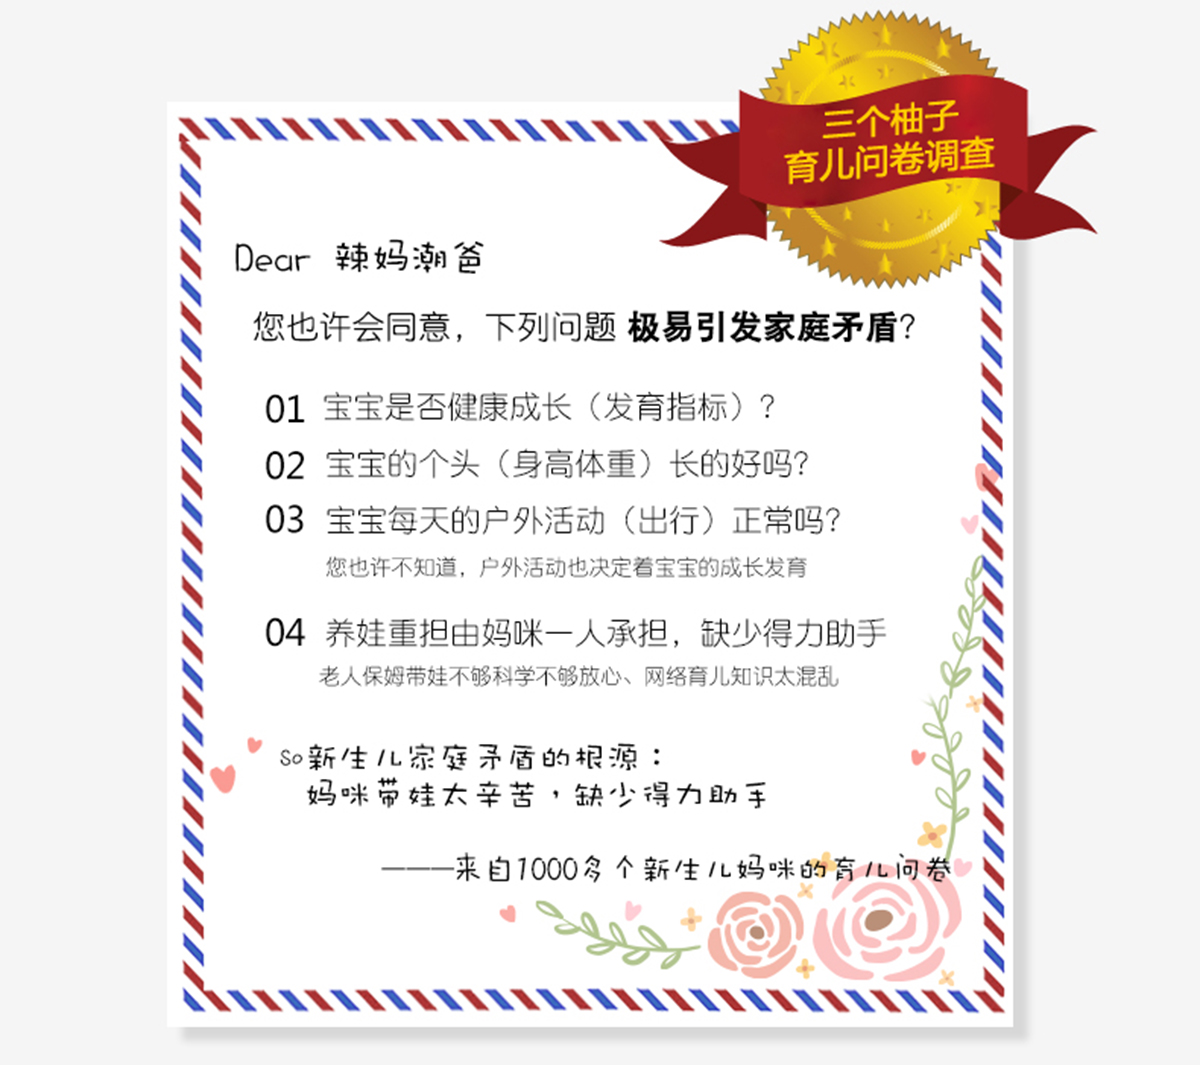 三个柚子
育儿问卷调查
Dear 辣妈潮爸
您也许会同意，下列问题 极易引发家庭矛盾？
01 宝宝是否健康成长（发育指标）？
02 宝宝的个头（身高体重）长的好吗？
03 宝宝每天的户外活动（出行）正常吗？
您也许不知道，户外活动也决定着宝宝的成长发育
04 养娃重担由妈咪一人承担，缺少得力助手
老人保姆带娃不够科学不够放心、网络育儿知识太混乱
So新生儿家庭矛盾的根源：
妈咪带娃太辛苦，缺少得力助手
———来自1000多个新生儿妈咪的育儿问卷